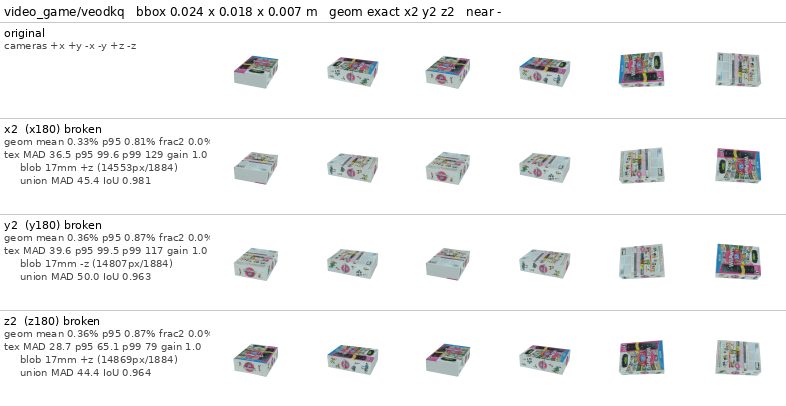 video_game/veodkq   bbox 0.024 x 0.018 x 0.007 m   geom exact x2 y2 z2   near -
original
cameras +x +y -x -y +z -z
x2  (x180) broken
geom mean 0.33% p95 0.81% frac2 0.0%
tex MAD 36.5 p95 99.6 p99 129 gain 1.0
blob 17mm +z (14553px/1884)
union MAD 45.4 IoU 0.981
y2  (y180) broken
geom mean 0.36% p95 0.87% frac2 0.0%
tex MAD 39.6 p95 99.5 p99 117 gain 1.0
blob 17mm -z (14807px/1884)
union MAD 50.0 IoU 0.963
z2  (z180) broken
geom mean 0.36% p95 0.87% frac2 0.0%
tex MAD 28.7 p95 65.1 p99 79 gain 1.0
blob 17mm +z (14869px/1884)
union MAD 44.4 IoU 0.964